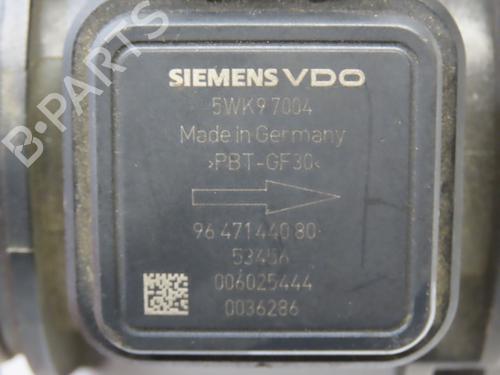 SIEMENS VDO
5WK9 7004
Made in Germany
>PBT-GF30<
96 471 440 80
53456
006025444
0036286
B-PARTS